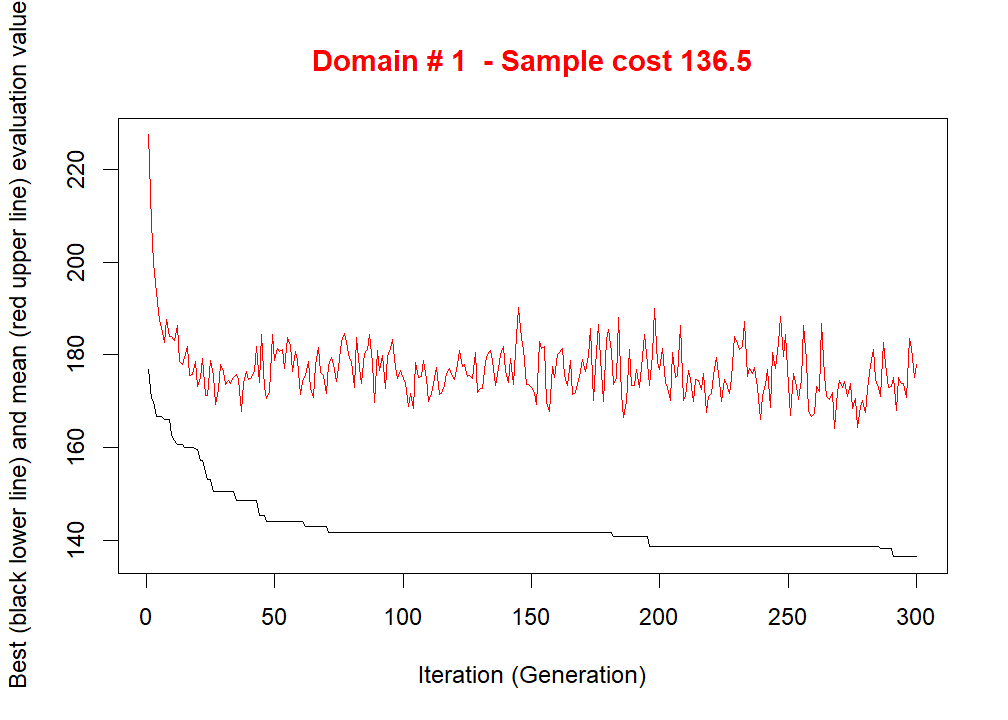 Domain # 1  - Sample cost 136.5
Best (black lower line) and mean (red upper line) evaluation value
220
200
180
160
140
0 50 100 150 200 250 300
Iteration (Generation)